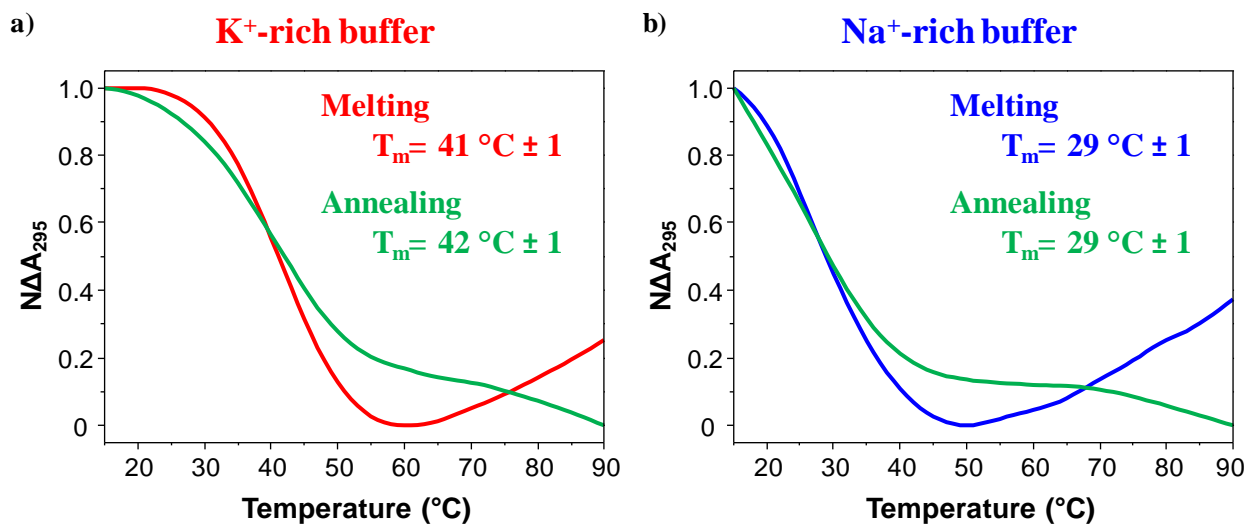 a)
K⁺-rich buffer
Melting
Tₘ= 41 °C ± 1
Annealing
Tₘ= 42 °C ± 1
NΔA₂₉₅
1.0
0.8
0.6
0.4
0.2
0
20 30 40 50 60 70 80 90
Temperature (°C)
b)
Na⁺-rich buffer
Melting
Tₘ= 29 °C ± 1
Annealing
Tₘ= 29 °C ± 1
NΔA₂₉₅
1.0
0.8
0.6
0.4
0.2
0
20 30 40 50 60 70 80 90
Temperature (°C)